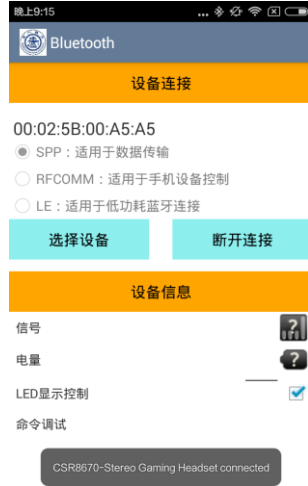 晚上9:15
Bluetooth
设备连接
00:02:5B:00:A5:A5
SPP：适用于数据传输
RFCOMM：适用于手机设备控制
LE：适用于低功耗蓝牙连接
选择设备 断开连接
设备信息
信号
电量
LED显示控制
命令调试
CSR8670-Stereo Gaming Headset connected